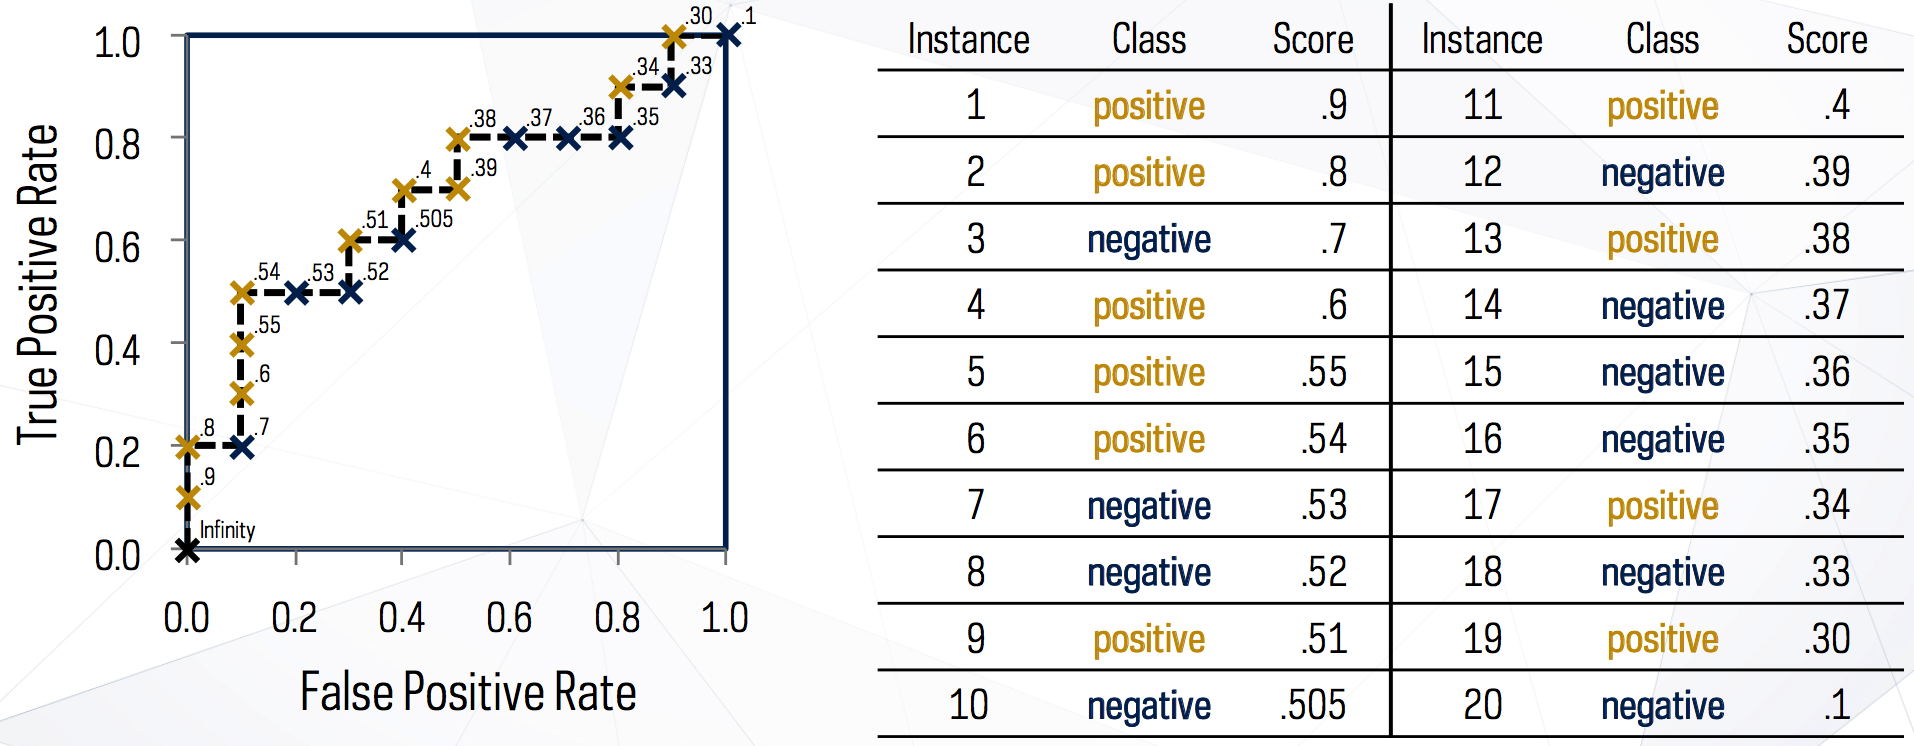 .30 .1
1.0
.34 .33
.38 .37 .36 .35
0.8
.4 .39
.51 .505
0.6
.54 .53 .52
.55
0.4
.6
.8 .7
0.2
.9
Infinity
0.0
0.0 0.2 0.4 0.6 0.8 1.0
False Positive Rate
True Positive Rate
Instance Class Score Instance Class Score
1 positive .9 11 positive .4
2 positive .8 12 negative .39
3 negative .7 13 positive .38
4 positive .6 14 negative .37
5 positive .55 15 negative .36
6 positive .54 16 negative .35
7 negative .53 17 positive .34
8 negative .52 18 negative .33
9 positive .51 19 positive .30
10 negative .505 20 negative .1